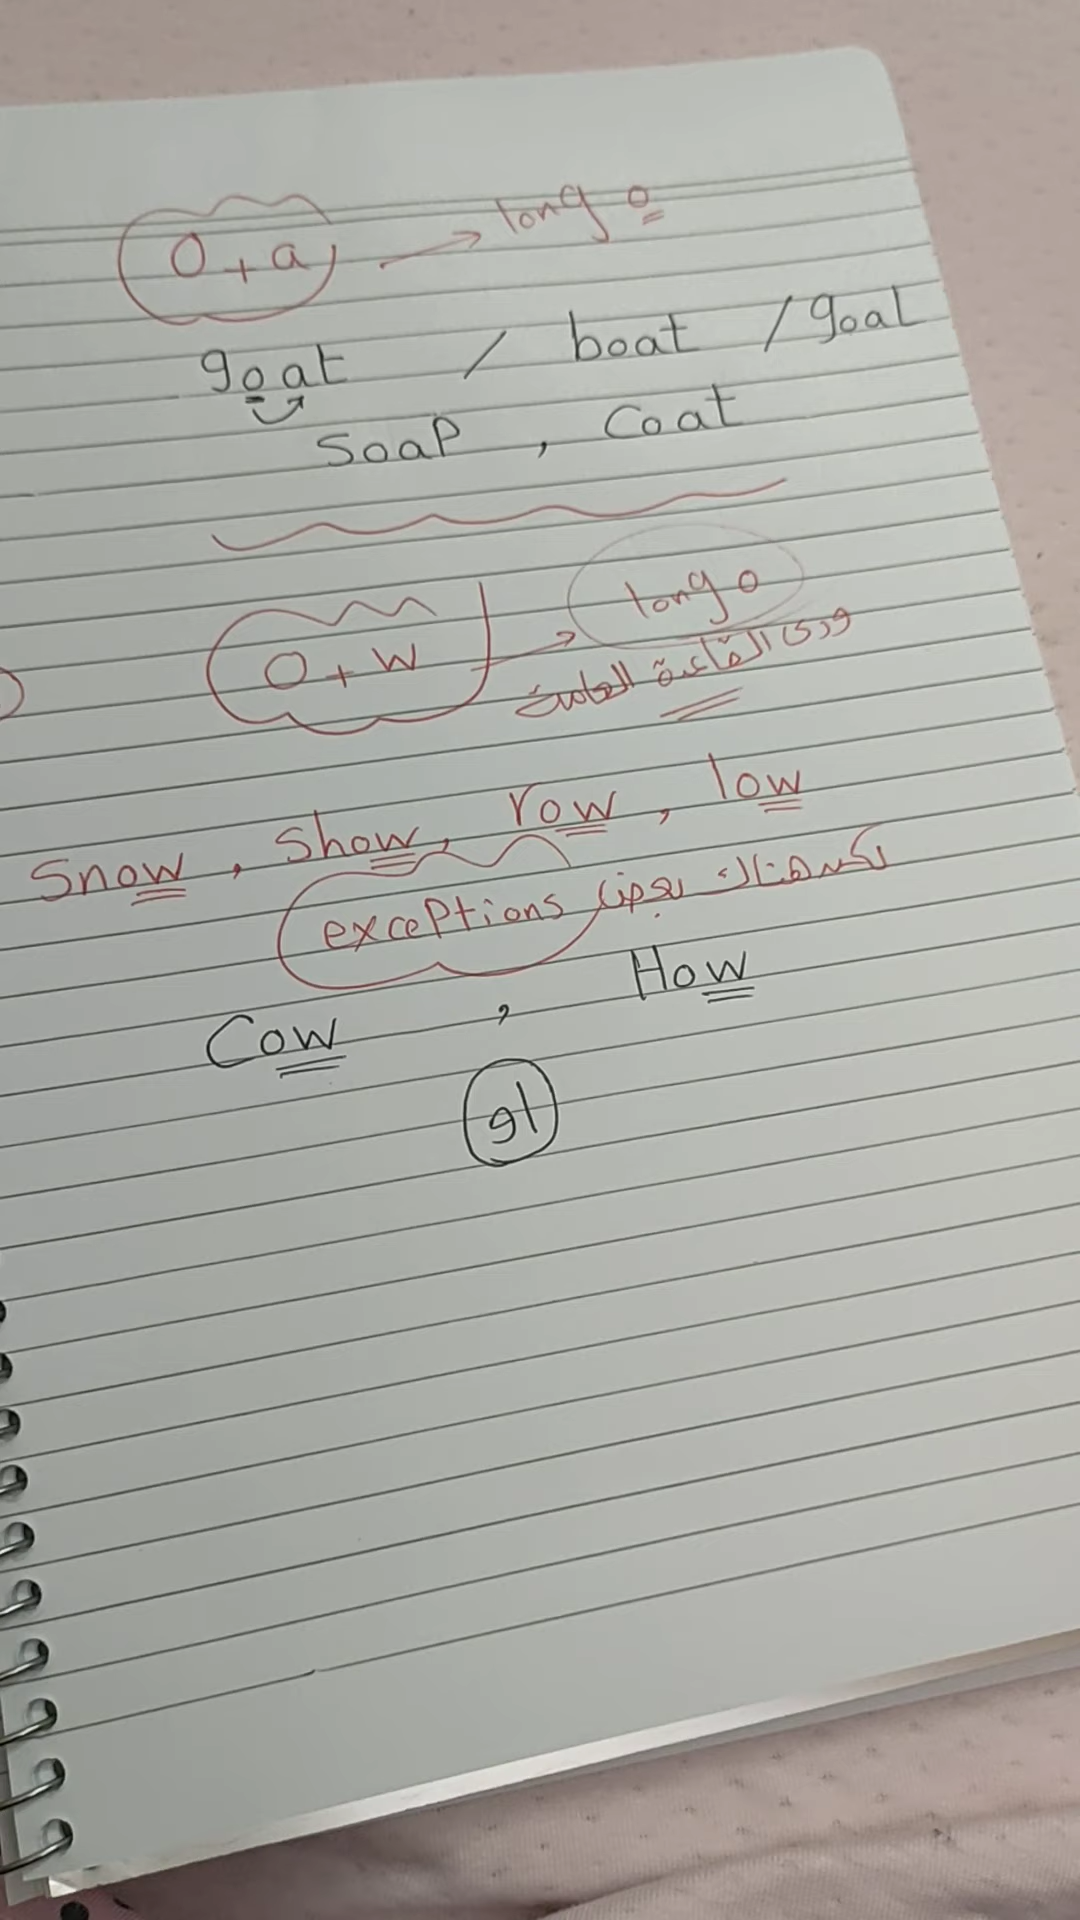 O + a → long o
goat / boat / goal
soap , Coat
O + w → long o
ودي القاعدة العامة
Snow , show , row , low
لكن هناك بعض exceptions
Cow , How
او